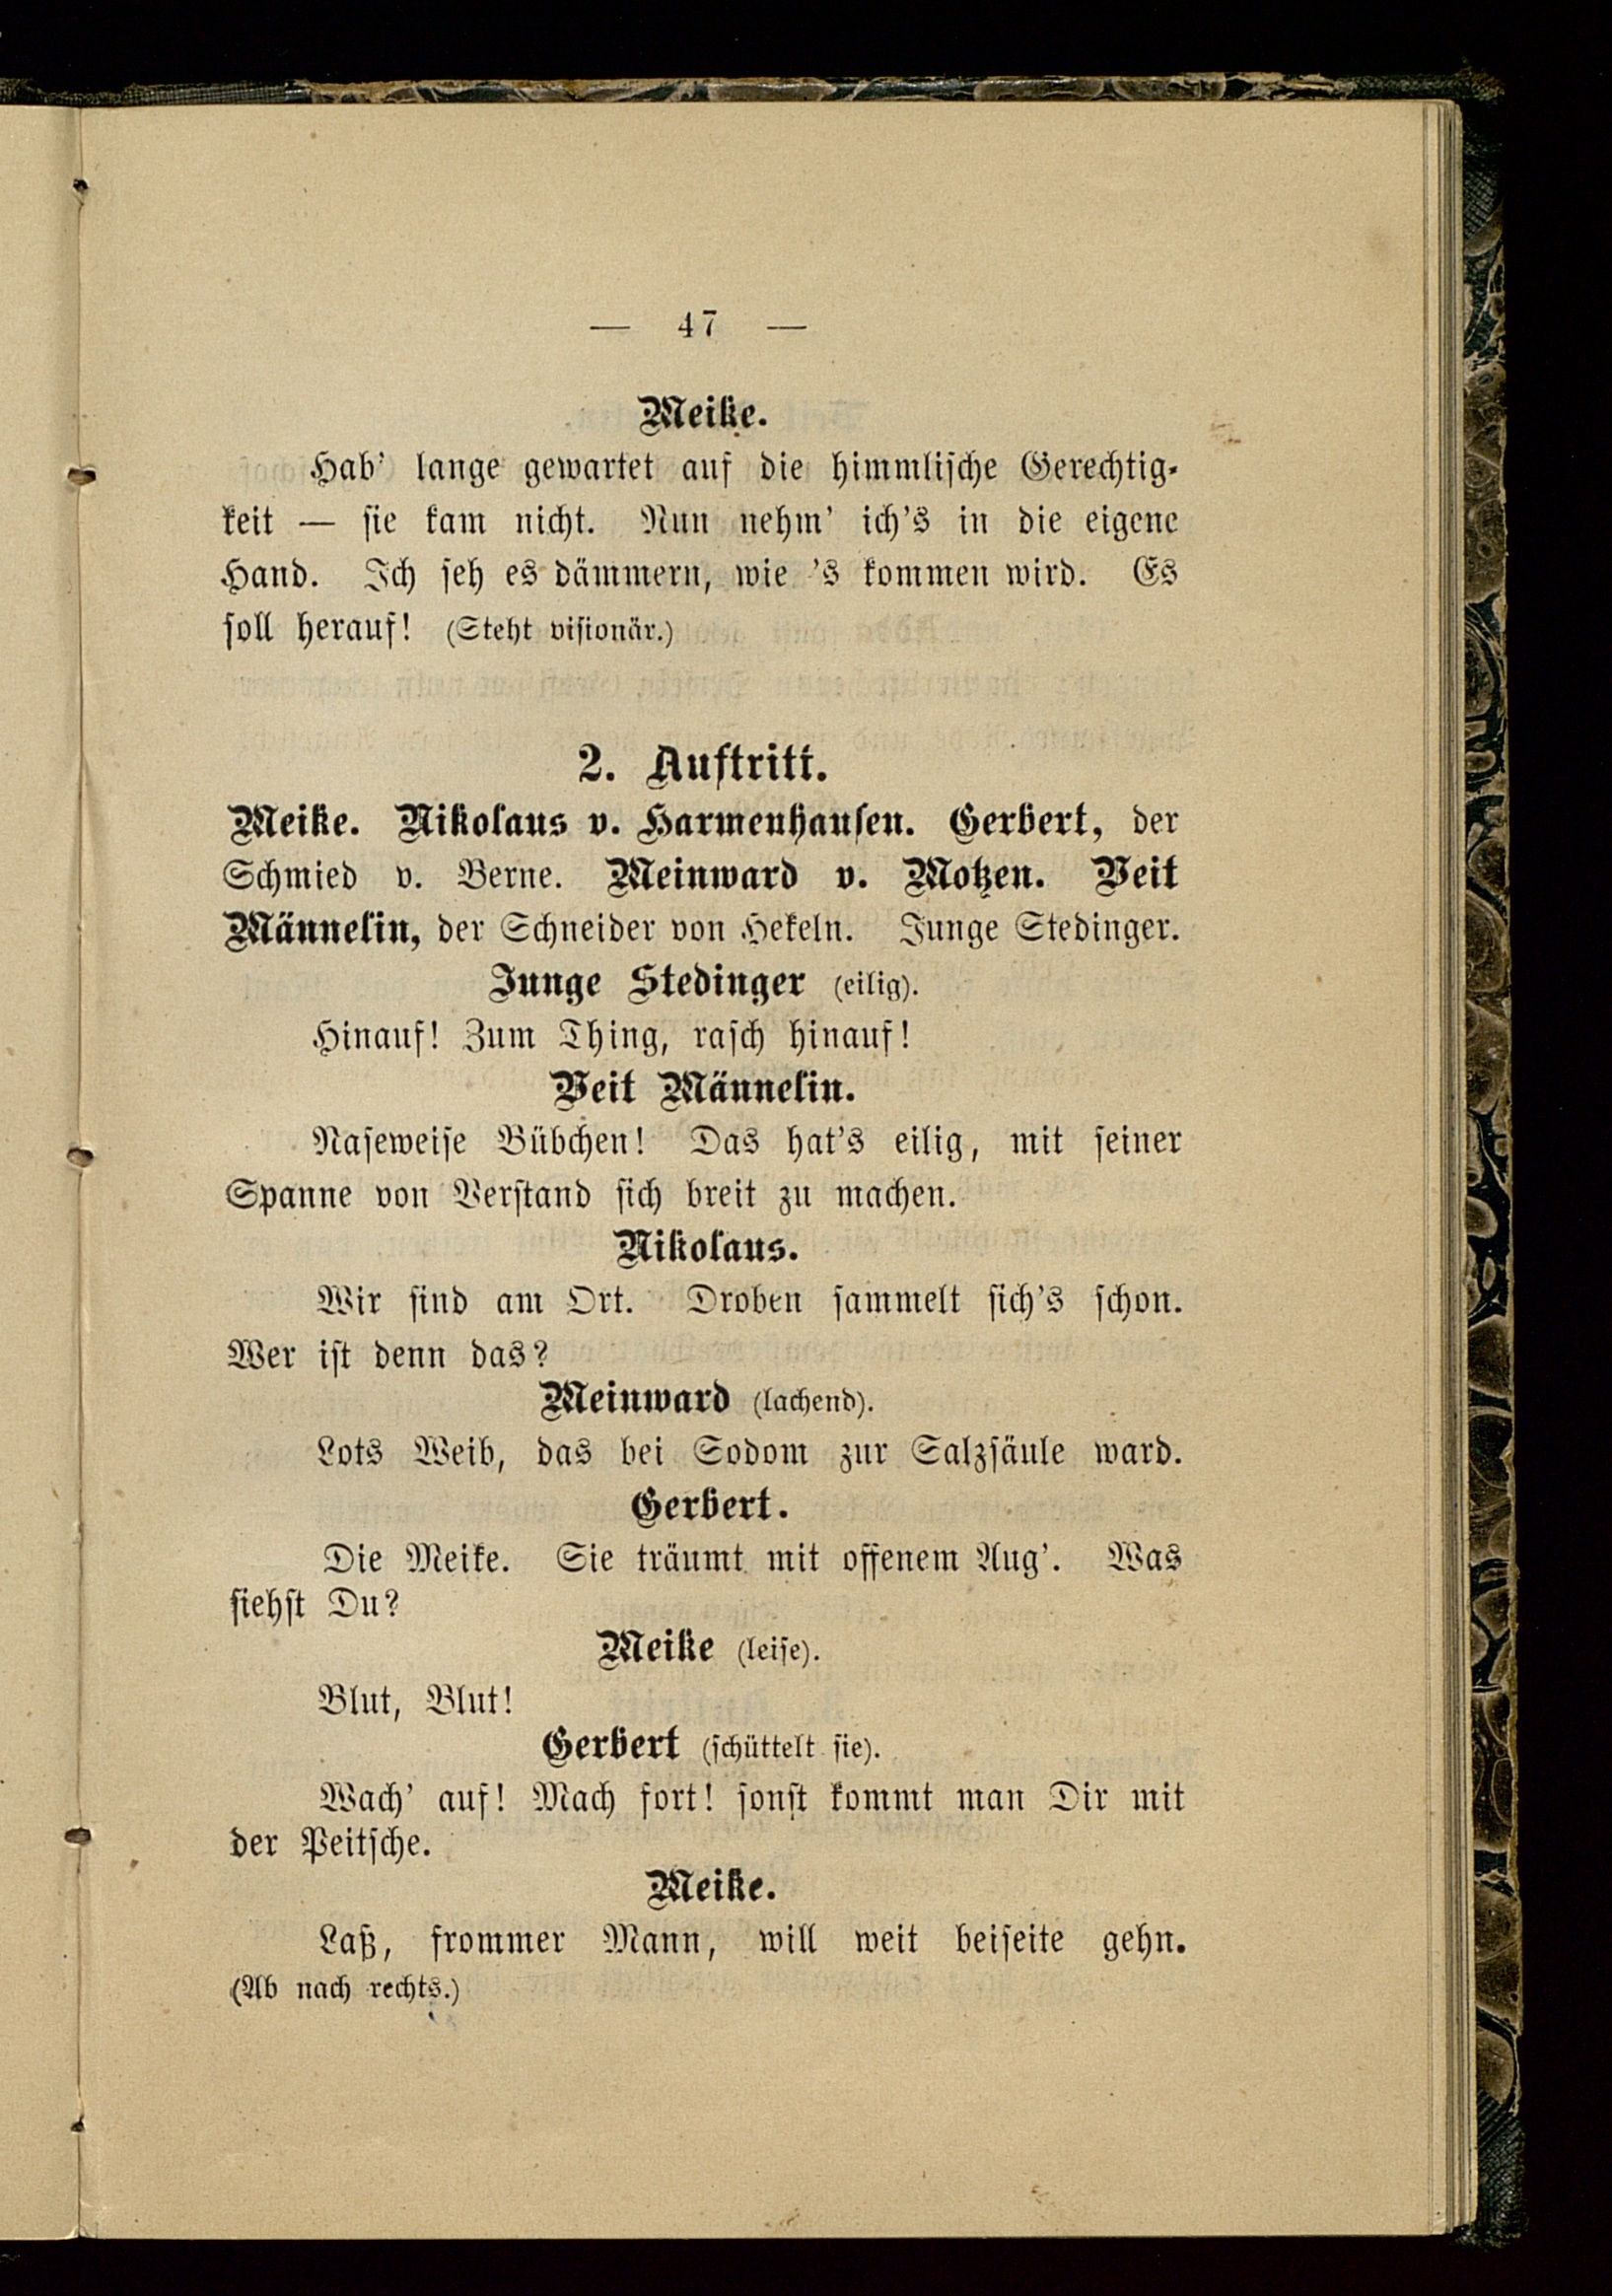 — 47 —
Meike.
Hab' lange gewartet auf die himmlische Gerechtig-
keit — sie kam nicht. Nun nehm' ich's in die eigene
Hand. Ich seh es dämmern, wie 's kommen wird. Es
soll herauf! (Steht visionär.)
2. Auftritt.
Meike. Nikolaus v. Harmenhausen. Gerbert, der
Schmied v. Berne. Meinward v. Motzen. Veit
Männelin, der Schneider von Hekeln. Junge Stedinger.
Junge Stedinger (eilig).
Hinauf! Zum Thing, rasch hinauf!
Veit Männelin.
Naseweise Bübchen! Das hat's eilig, mit seiner
Spanne von Verstand sich breit zu machen.
Nikolaus.
Wir sind am Ort. Droben sammelt sich's schon.
Wer ist denn das?
Meinward (lachend).
Lots Weib, das bei Sodom zur Salzsäule ward.
Gerbert.
Die Meike. Sie träumt mit offenem Aug'. Was
siehst Du?
Meike (leise).
Blut, Blut!
Gerbert (schüttelt sie).
Wach' auf! Mach fort! sonst kommt man Dir mit
der Peitsche.
Meike.
Laß, frommer Mann, will weit beiseite gehn.
(Ab nach rechts.)